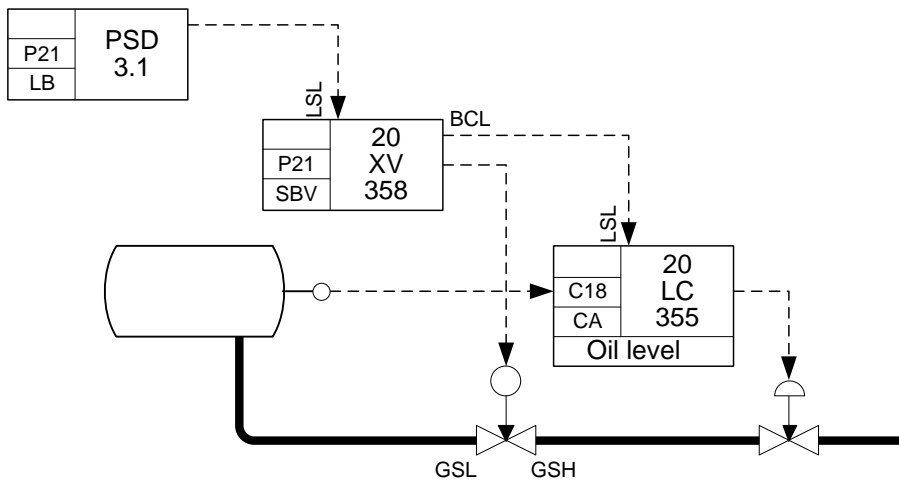 PSD
3.1
P21
LB
LSL
20
XV
358
P21
SBV
BCL
LSL
20
LC
355
C18
CA
Oil level
GSL
GSH